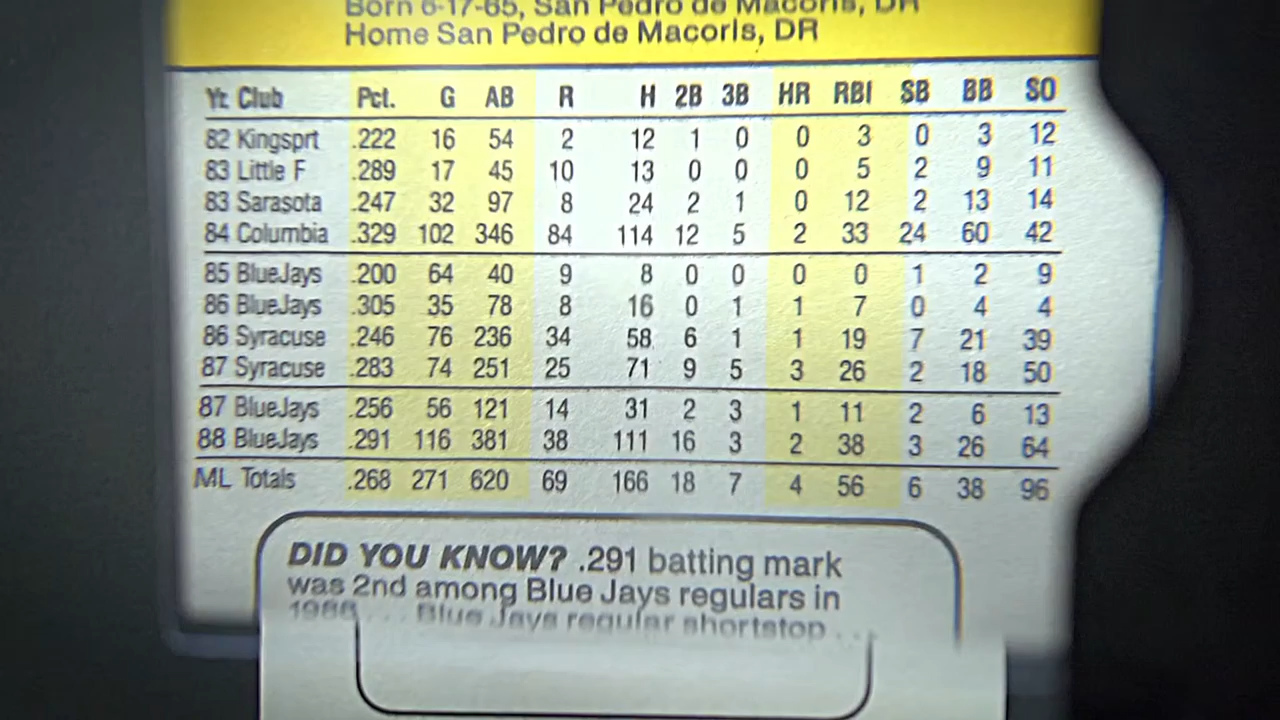 Born 6-17-65, San Pedro de Macoris, DR
Home San Pedro de Macoris, DR
Yr. Club Pct. G AB R H 2B 3B HR RBI SB BB SO
82 Kingsprt .222 16 54 2 12 1 0 0 3 0 3 12
83 Little F .289 17 45 10 13 0 0 0 5 2 9 11
83 Sarasota .247 32 97 8 24 2 1 0 12 2 13 14
84 Columbia .329 102 346 84 114 12 5 2 33 24 60 42
85 BlueJays .200 64 40 9 8 0 0 0 0 1 2 9
86 BlueJays .305 35 78 8 16 0 1 1 7 0 4 4
86 Syracuse .246 76 236 34 58 6 1 1 19 7 21 39
87 Syracuse .283 74 251 25 71 9 5 3 26 2 18 50
87 BlueJays .256 56 121 14 31 2 3 1 11 2 6 13
88 BlueJays .291 116 381 38 111 16 3 2 38 3 26 64
ML Totals .268 271 620 69 166 18 7 4 56 6 38 96
DID YOU KNOW? .291 batting mark
was 2nd among Blue Jays regulars in
1988 . . . Blue Jays regular shortstop . . .